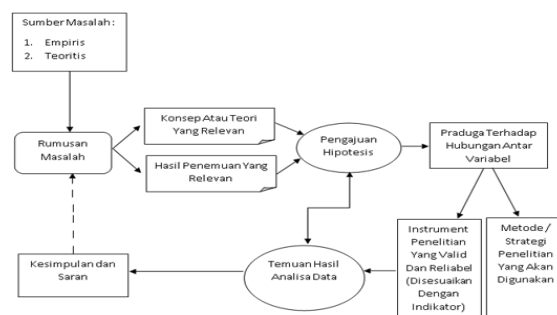 Sumber Masalah :
1. Empiris
2. Teoritis
Rumusan
Masalah
Konsep Atau Teori
Yang Relevan
Hasil Penemuan Yang
Relevan
Pengajuan
Hipotesis
Praduga Terhadap
Hubungan Antar
Variabel
Instrument
Penelitian
Yang Valid
Dan Reliabel
(Disesuaikan
Dengan
Indikator)
Metode /
Strategi
Penelitian
Yang Akan
Digunakan
Temuan Hasil
Analisa Data
Kesimpulan dan
Saran